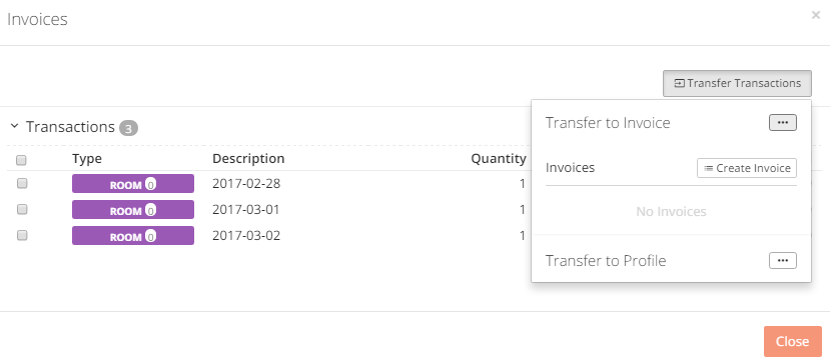 Invoices ×
Transfer Transactions
Transactions 3
Type Description Quantity
ROOM 0 2017-02-28 1
ROOM 0 2017-03-01 1
ROOM 0 2017-03-02 1
Transfer to Invoice ...
Invoices Create Invoice
No Invoices
Transfer to Profile ...
Close